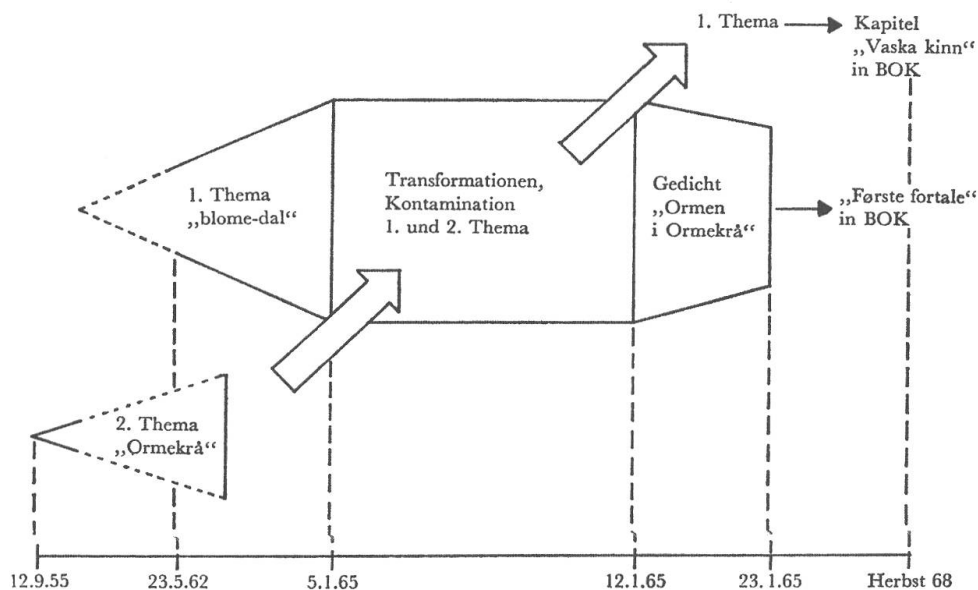 1. Thema
Kapitel
„Vaska kinn“
in BOK
1. Thema
„blome-dal“
Transformationen,
Kontamination
1. und 2. Thema
Gedicht
„Ormen
i Ormekrå“
„Første fortale“
in BOK
2. Thema
„Ormekrå“
12.9.55
23.5.62
5.1.65
12.1.65
23.1.65
Herbst 68